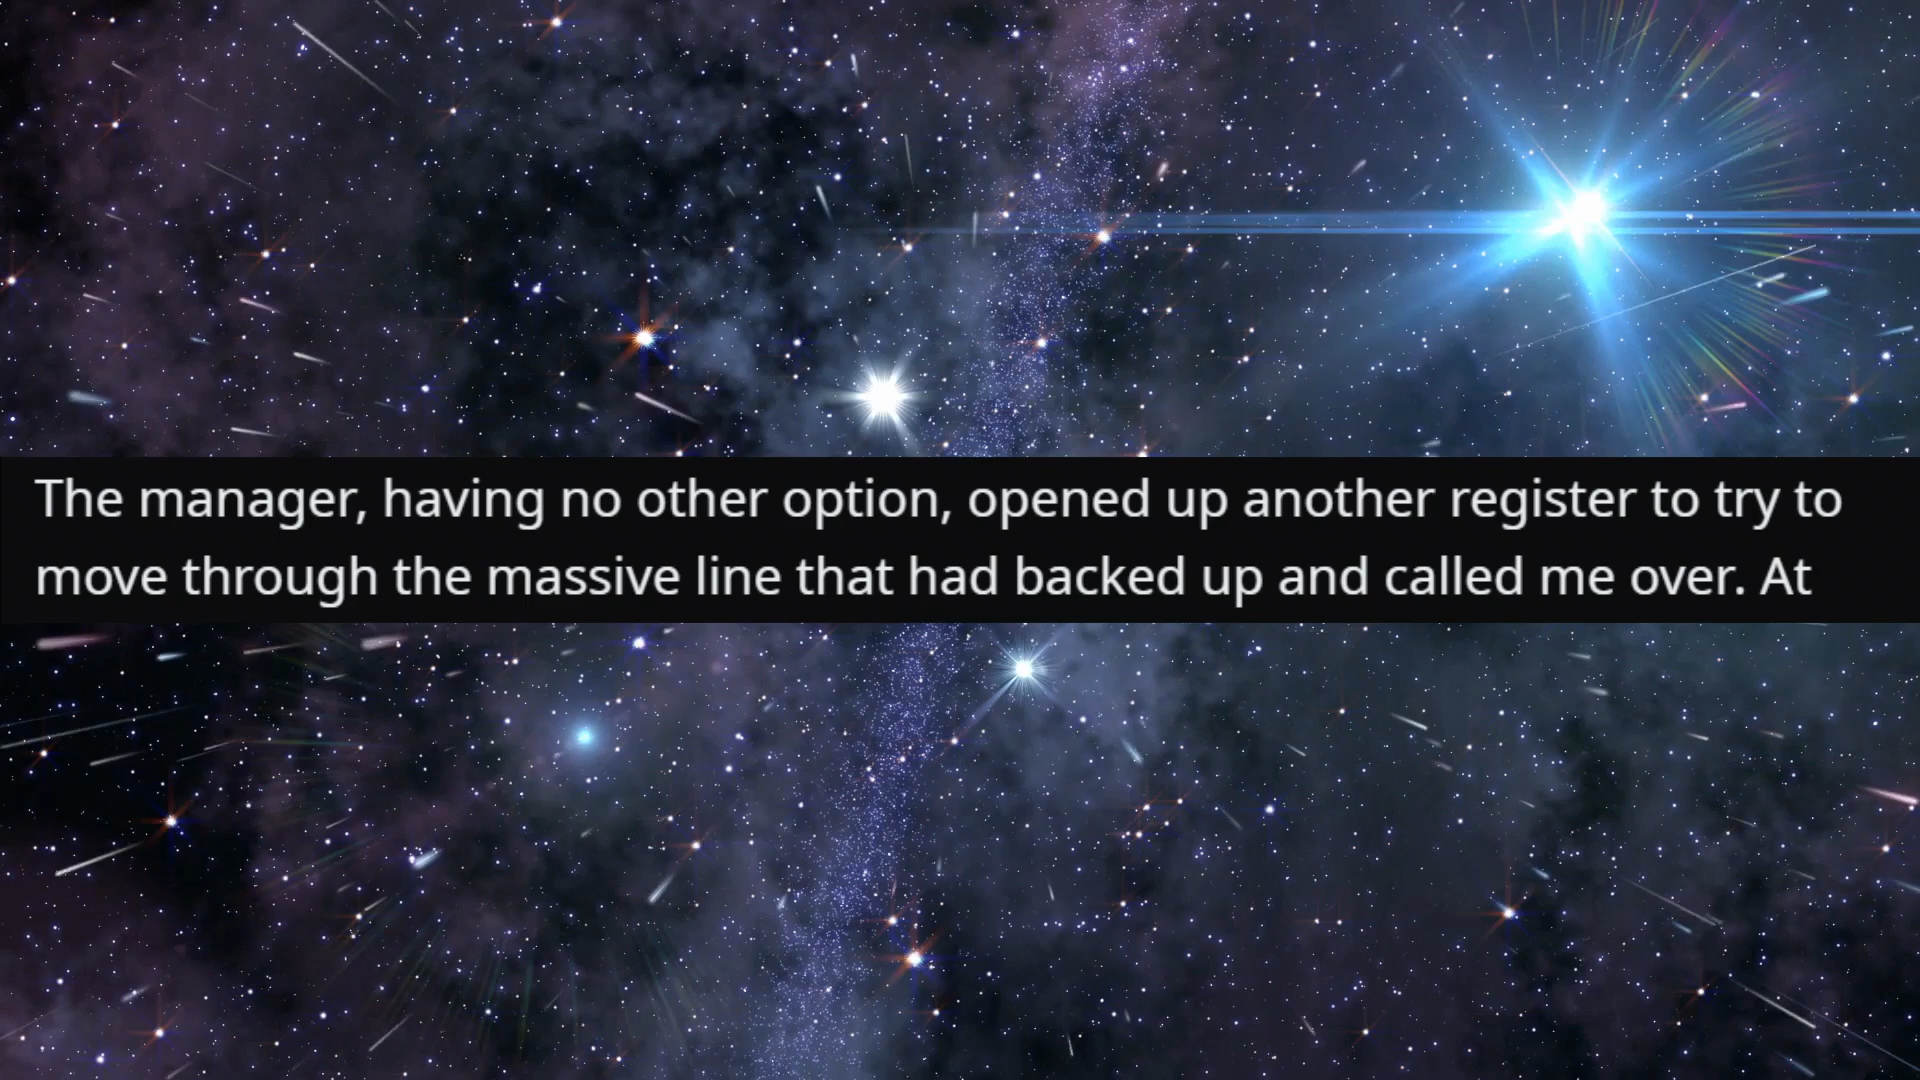 The manager, having no other option, opened up another register to try to
move through the massive line that had backed up and called me over. At